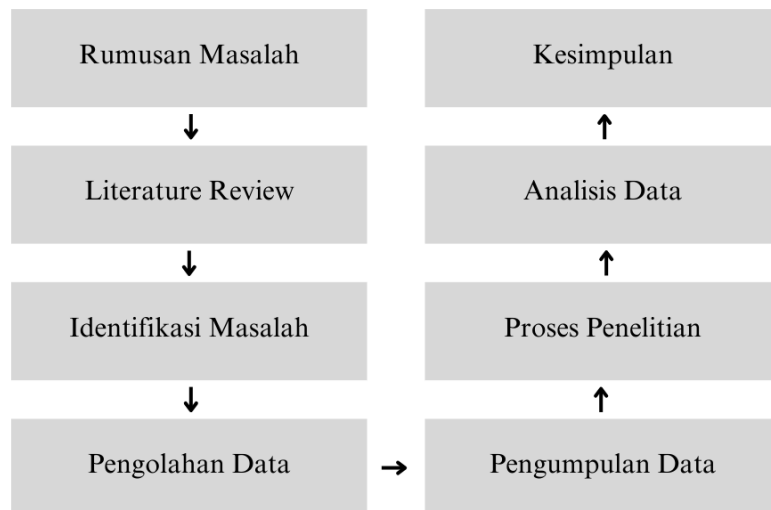 Rumusan Masalah
Literature Review
Identifikasi Masalah
Pengolahan Data
Pengumpulan Data
Proses Penelitian
Analisis Data
Kesimpulan